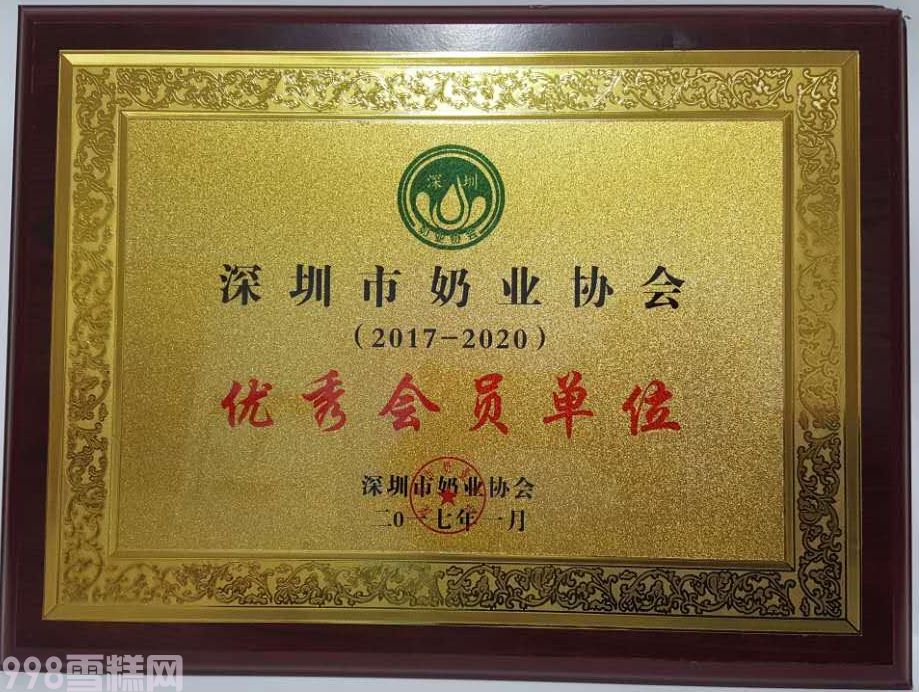 深圳
奶业协会
深圳市奶业协会
(2017-2020)
优秀会员单位
深圳市奶业协会
二0一七年一月
998雪糕网